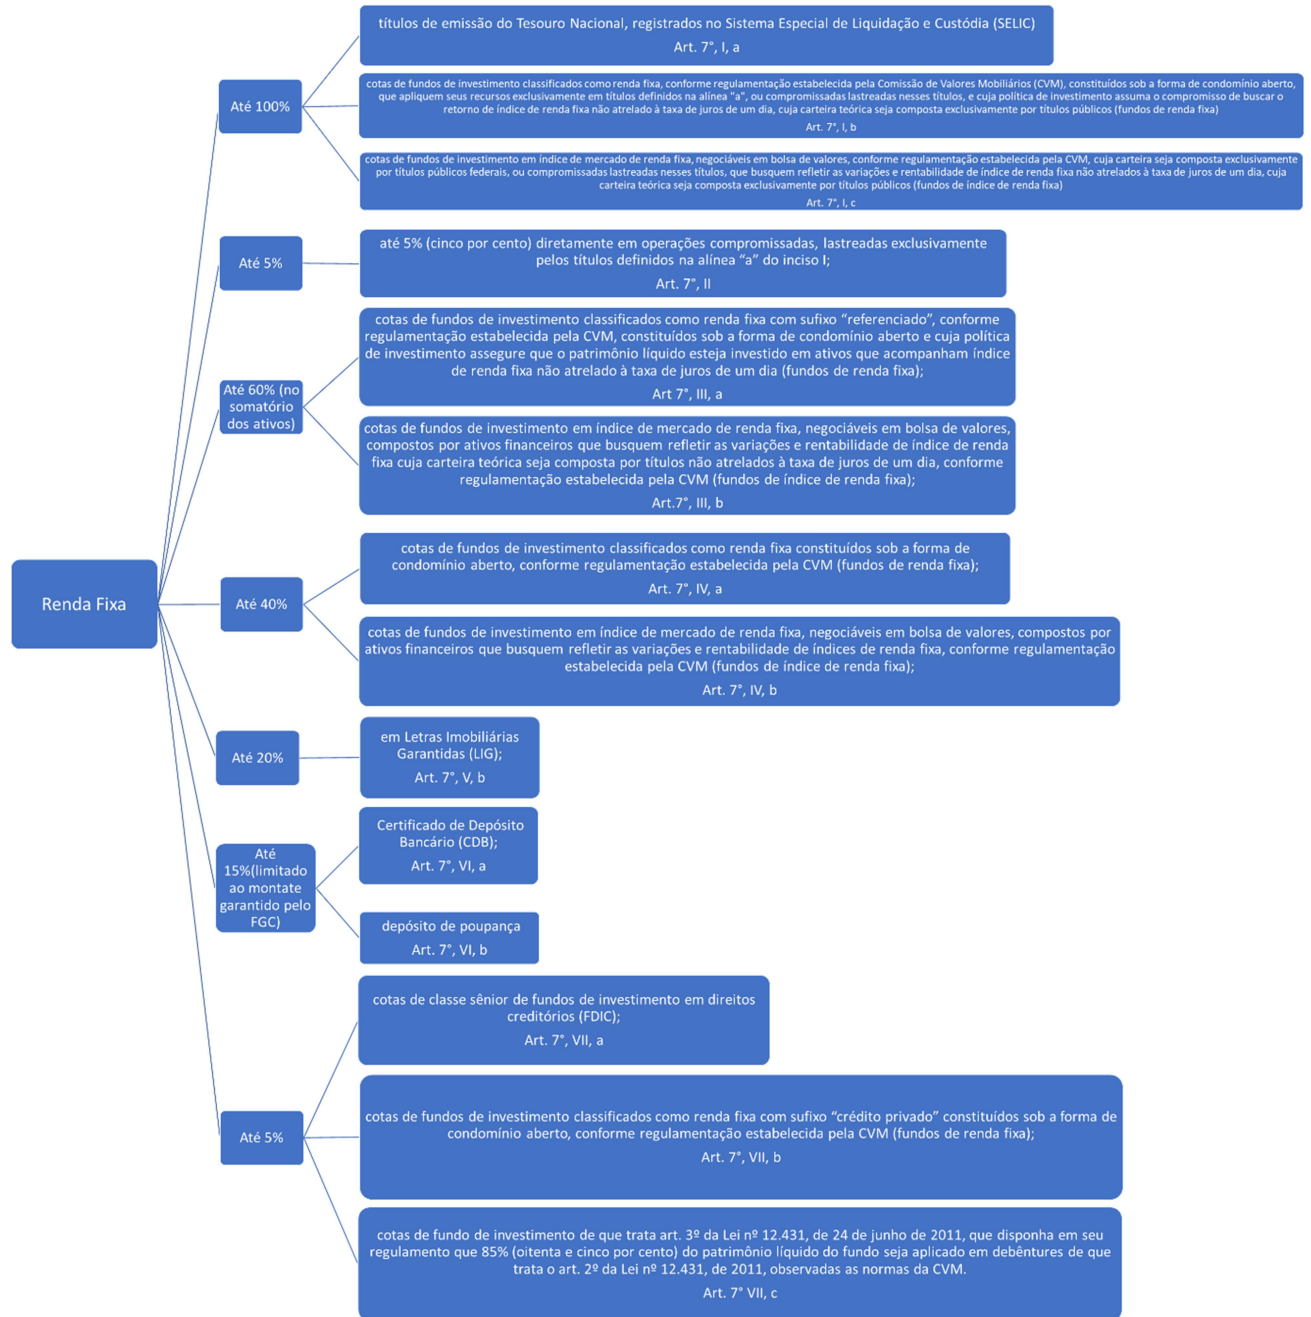 Renda Fixa
Até 100%
títulos de emissão do Tesouro Nacional, registrados no Sistema Especial de Liquidação e Custódia (SELIC)
Art. 7°, I, a
cotas de fundos de investimento classificados como renda fixa, conforme regulamentação estabelecida pela Comissão de Valores Mobiliários (CVM), constituídos sob a forma de condomínio aberto,
que apliquem seus recursos exclusivamente em títulos definidos na alínea "a", ou compromissadas lastreadas nesses títulos, e cuja política de investimento assuma o compromisso de buscar o
retorno de índice de renda fixa não atrelado à taxa de juros de um dia, cuja carteira teórica seja composta exclusivamente por títulos públicos (fundos de renda fixa)
Art. 7°, I, b
cotas de fundos de investimento em índice de mercado de renda fixa, negociáveis em bolsa de valores, conforme regulamentação estabelecida pela CVM, cuja carteira seja composta exclusivamente
por títulos públicos federais, ou compromissadas lastreadas nesses títulos, que busquem refletir as variações e rentabilidade de índice de renda fixa não atrelados à taxa de juros de um dia, cuja
carteira teórica seja composta exclusivamente por títulos públicos (fundos de índice de renda fixa)
Art. 7°, I, c
Até 5%
até 5% (cinco por cento) diretamente em operações compromissadas, lastreadas exclusivamente
pelos títulos definidos na alínea “a” do inciso I;
Art. 7°, II
Até 60% (no
somatório
dos ativos)
cotas de fundos de investimento classificados como renda fixa com sufixo “referenciado”, conforme
regulamentação estabelecida pela CVM, constituídos sob a forma de condomínio aberto e cuja política
de investimento assegure que o patrimônio líquido esteja investido em ativos que acompanham índice
de renda fixa não atrelado à taxa de juros de um dia (fundos de renda fixa);
Art 7°, III, a
cotas de fundos de investimento em índice de mercado de renda fixa, negociáveis em bolsa de valores,
compostos por ativos financeiros que busquem refletir as variações e rentabilidade de índice de renda
fixa cuja carteira teórica seja composta por títulos não atrelados à taxa de juros de um dia, conforme
regulamentação estabelecida pela CVM (fundos de índice de renda fixa);
Art.7°, III, b
Até 40%
cotas de fundos de investimento classificados como renda fixa constituídos sob a forma de
condomínio aberto, conforme regulamentação estabelecida pela CVM (fundos de renda fixa);
Art. 7°, IV, a
cotas de fundos de investimento em índice de mercado de renda fixa, negociáveis em bolsa de valores, compostos por
ativos financeiros que busquem refletir as variações e rentabilidade de índices de renda fixa, conforme regulamentação
estabelecida pela CVM (fundos de índice de renda fixa);
Art. 7°, IV, b
Até 20%
em Letras Imobiliárias
Garantidas (LIG);
Art. 7°, V, b
Até
15%(limitado
ao montate
garantido pelo
FGC)
Certificado de Depósito
Bancário (CDB);
Art. 7°, VI, a
depósito de poupança
Art. 7°, VI, b
Até 5%
cotas de classe sênior de fundos de investimento em direitos
creditórios (FDIC);
Art. 7°, VII, a
cotas de fundos de investimento classificados como renda fixa com sufixo “crédito privado” constituídos sob a forma de
condomínio aberto, conforme regulamentação estabelecida pela CVM (fundos de renda fixa);
Art. 7°, VII, b
cotas de fundo de investimento de que trata art. 3º da Lei nº 12.431, de 24 de junho de 2011, que disponha em seu
regulamento que 85% (oitenta e cinco por cento) do patrimônio líquido do fundo seja aplicado em debêntures de que
trata o art. 2º da Lei nº 12.431, de 2011, observadas as normas da CVM.
Art. 7° VII, c